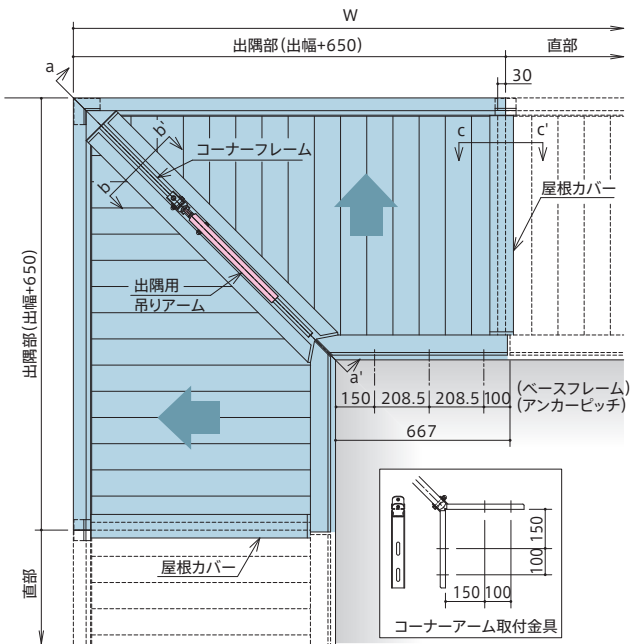 W
出隅部(出幅+650)
直部
30
a
b'
コーナーフレーム
c
c'
b
屋根カバー
出隅部(出幅+650)
出隅用
吊りアーム
a'
150
208.5
208.5
100
(ベースフレーム)
(アンカーピッチ)
667
屋根カバー
直部
150
100
150
100
コーナーアーム取付金具